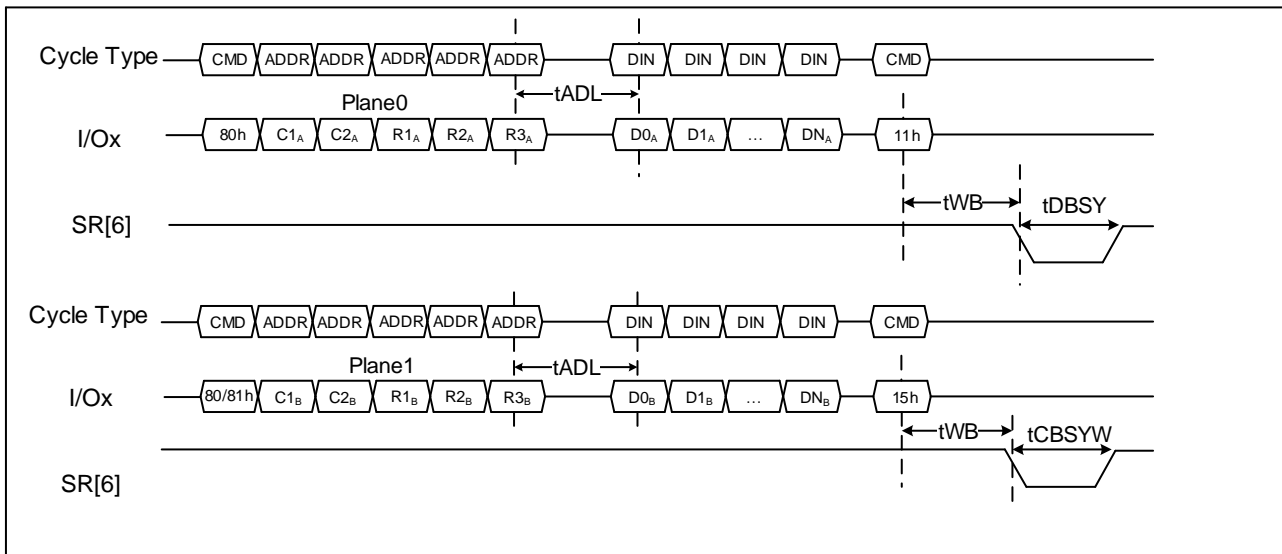 Cycle Type CMD ADDR ADDR ADDR ADDR ADDR DIN DIN DIN DIN CMD
Plane0 tADL
I/Ox 80h C1A C2A R1A R2A R3A D0A D1A ... DNA 11h
tWB tDBSY
SR[6]
Cycle Type CMD ADDR ADDR ADDR ADDR ADDR DIN DIN DIN DIN CMD
Plane1 tADL
I/Ox 80/81h C1B C2B R1B R2B R3B D0B D1B ... DNB 15h
tWB tCBSYW
SR[6]